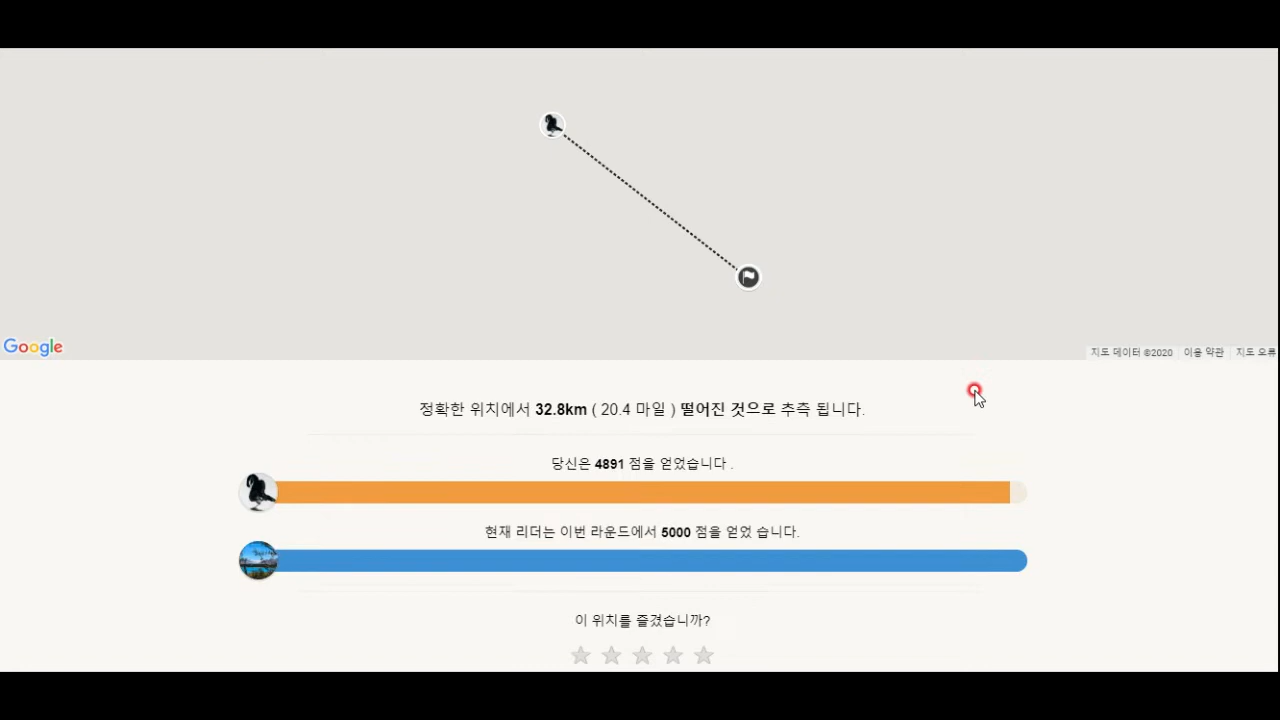 Google
지도 데이터 ©2020 이용 약관 지도 오류
정확한 위치에서 32.8km ( 20.4 마일 ) 떨어진 것으로 추측 됩니다.
당신은 4891 점을 얻었습니다 .
현재 리더는 이번 라운드에서 5000 점을 얻었 습니다.
이 위치를 즐겼습니까?